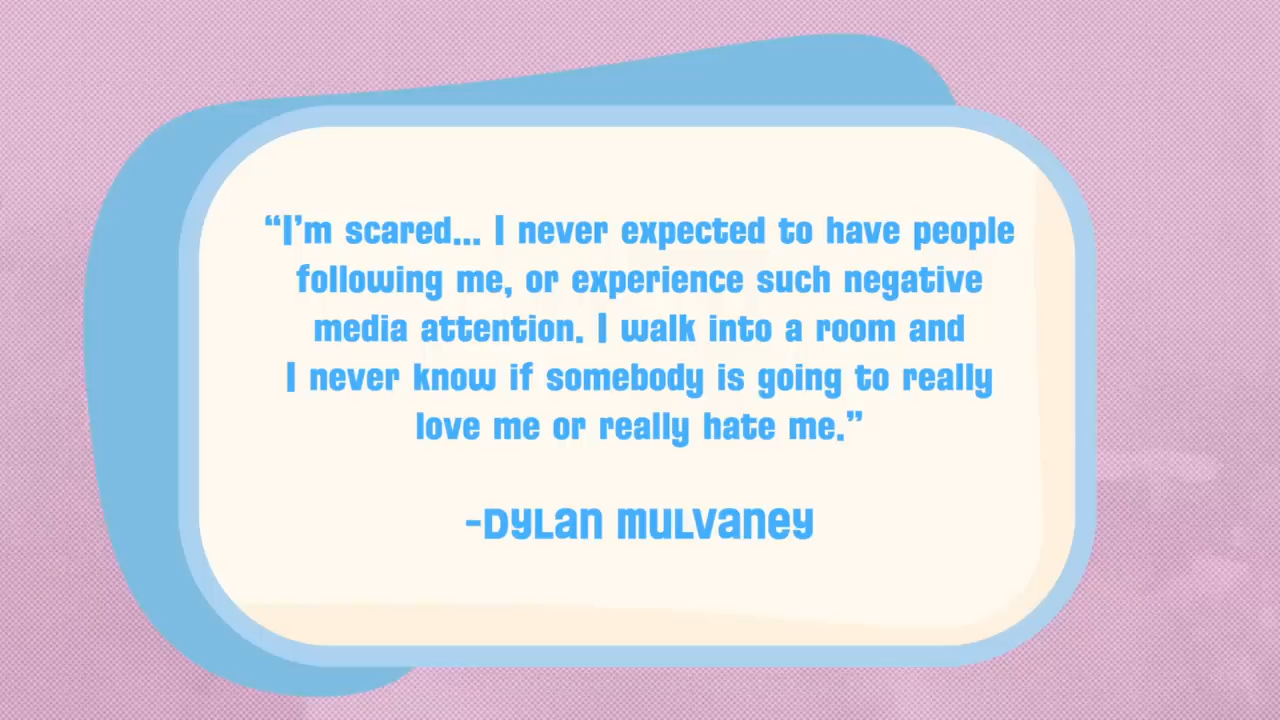 “I’m scared... I never expected to have people
following me, or experience such negative
media attention. I walk into a room and
I never know if somebody is going to really
love me or really hate me.”
-DYLan MULVaney